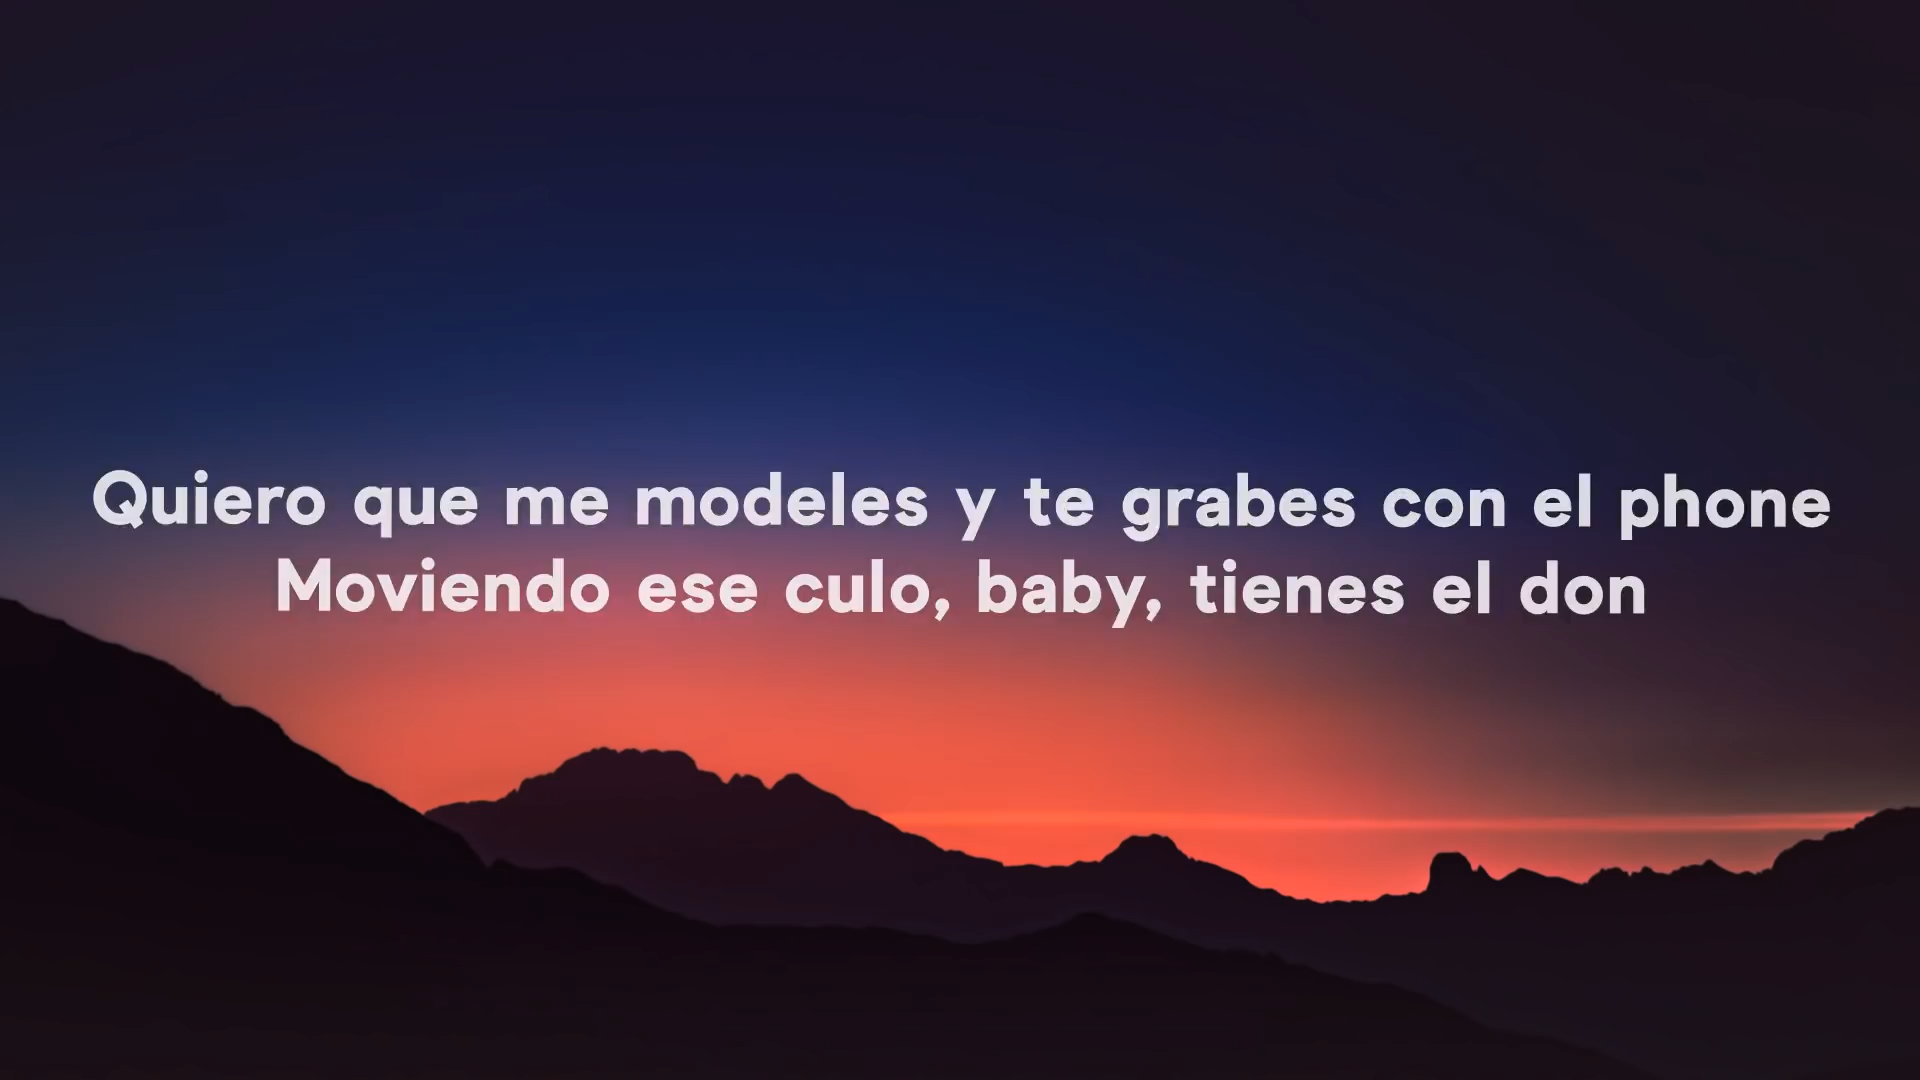 Quiero que me modeles y te grabes con el phone
Moviendo ese culo, baby, tienes el don